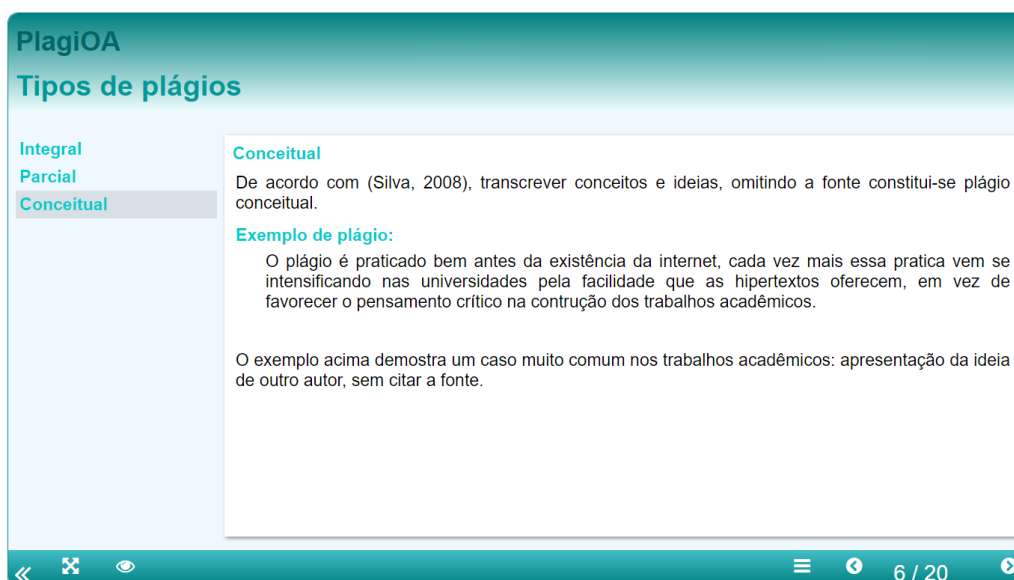 PlagiOA
Tipos de plágios
Integral
Parcial
Conceitual
Conceitual
De acordo com (Silva, 2008), transcrever conceitos e ideias, omitindo a fonte constitui-se plágio
conceitual.
Exemplo de plágio:
O plágio é praticado bem antes da existência da internet, cada vez mais essa pratica vem se
intensificando nas universidades pela facilidade que as hipertextos oferecem, em vez de
favorecer o pensamento crítico na contrução dos trabalhos acadêmicos.
O exemplo acima demostra um caso muito comum nos trabalhos acadêmicos: apresentação da ideia
de outro autor, sem citar a fonte.
6 / 20